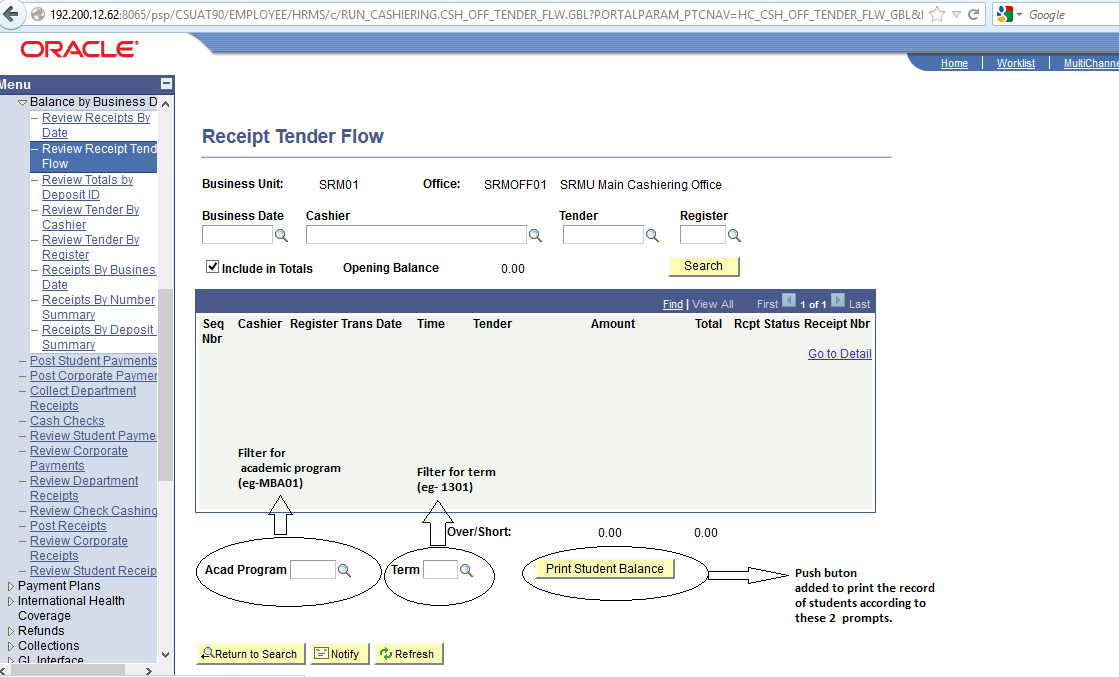 192.200.12.62:8065/psp/CSUAT90/EMPLOYEE/HRMS/c/RUN_CASHIERING.CSH_OFF_TENDER_FLW.GBL?PORTALPARAM_PTCNAV=HC_CSH_OFF_TENDER_FLW_GBL&
Google
ORACLE
Home Worklist MultiChanne
Menu
Balance by Business D
Review Receipts By
Date
Review Receipt Tend
Flow
Review Totals by
Deposit ID
Review Tender By
Cashier
Review Tender By
Register
Receipts By Busines
Date
Receipts By Number
Summary
Receipts By Deposit
Summary
Post Student Payments
Post Corporate Paymer
Collect Department
Receipts
Cash Checks
Review Student Payme
Review Corporate
Payments
Review Department
Receipts
Review Check Cashing
Post Receipts
Review Corporate
Receipts
Review Student Receip
Payment Plans
International Health
Coverage
Refunds
Collections
GL Interface
Receipt Tender Flow
Business Unit: SRM01 Office: SRMOFF01 SRMU Main Cashiering Office
Business Date Cashier Tender Register
Include in Totals Opening Balance 0.00 Search
Find | View All First 1 of 1 Last
Seq Nbr Cashier Register Trans Date Time Tender Amount Total Rcpt Status Receipt Nbr
Go to Detail
Filter for
academic program
(eg-MBA01)
Filter for term
(eg- 1301)
Over/Short: 0.00 0.00
Acad Program Term Print Student Balance
Push buton
added to print the record
of students according to
these 2 prompts.
Return to Search Notify Refresh